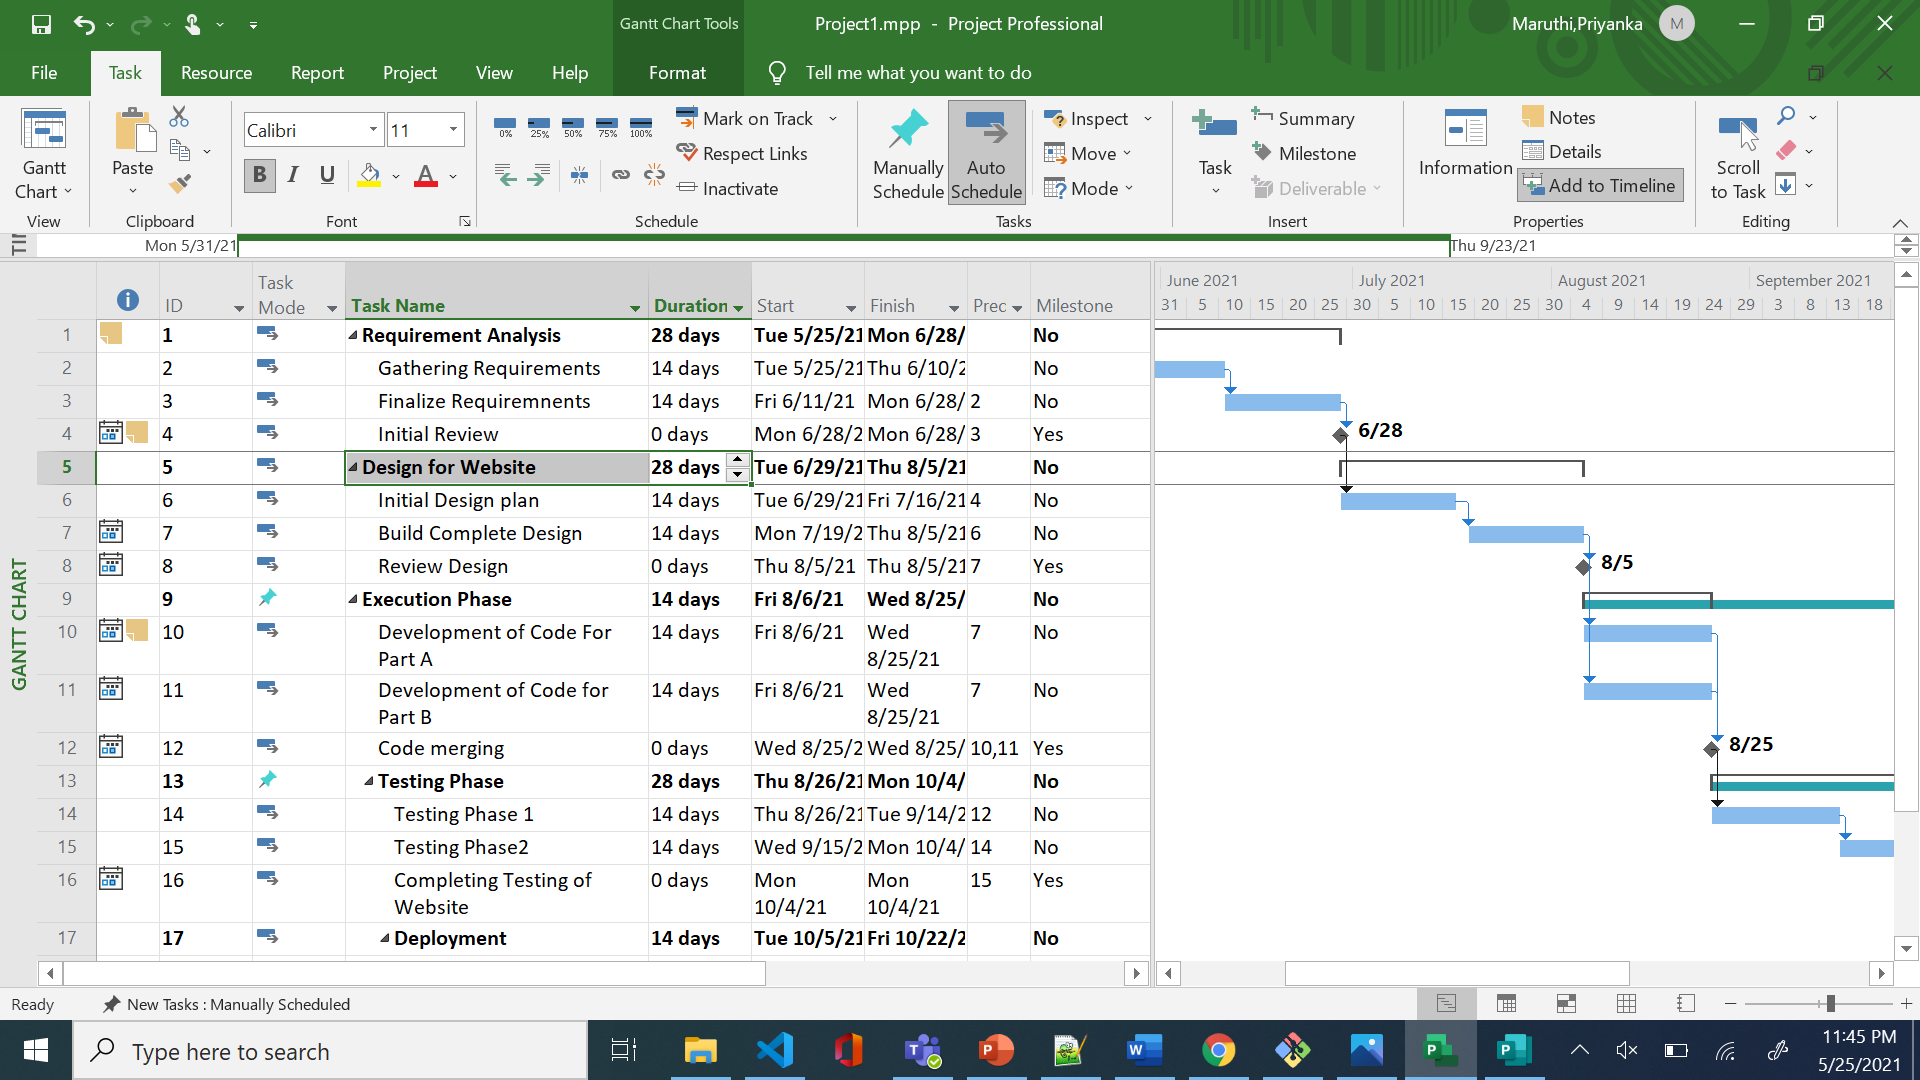 Gantt Chart Tools
Project1.mpp - Project Professional
Maruthi,Priyanka
M
File Task Resource Report Project View Help Format Tell me what you want to do
Gantt Chart
View
Paste
Clipboard
Calibri 11
B I U A
Font
0% 25% 50% 75% 100%
Mark on Track
Respect Links
Inactivate
Schedule
Manually Schedule
Auto Schedule
Inspect
Move
Mode
Tasks
Task
Summary
Milestone
Deliverable
Insert
Information
Notes
Details
Add to Timeline
Properties
Scroll to Task
Editing
Mon 5/31/21 Thu 9/23/21
ID Task Mode Task Name Duration Start Finish Prec Milestone
June 2021 July 2021 August 2021 September 2021
31 5 10 15 20 25 30 5 10 15 20 25 30 4 9 14 19 24 29 3 8 13 18
1 1 Requirement Analysis 28 days Tue 5/25/21 Mon 6/28/ No
2 2 Gathering Requirements 14 days Tue 5/25/21 Thu 6/10/2 No
3 3 Finalize Requiremnents 14 days Fri 6/11/21 Mon 6/28/ 2 No
4 4 Initial Review 0 days Mon 6/28/2 Mon 6/28/ 3 Yes
6/28
5 5 Design for Website 28 days Tue 6/29/21 Thu 8/5/21 No
6 6 Initial Design plan 14 days Tue 6/29/21 Fri 7/16/21 4 No
7 7 Build Complete Design 14 days Mon 7/19/2 Thu 8/5/21 6 No
8 8 Review Design 0 days Thu 8/5/21 Thu 8/5/21 7 Yes
8/5
9 9 Execution Phase 14 days Fri 8/6/21 Wed 8/25/ No
10 10 Development of Code For Part A 14 days Fri 8/6/21 Wed 8/25/21 7 No
11 11 Development of Code for Part B 14 days Fri 8/6/21 Wed 8/25/21 7 No
12 12 Code merging 0 days Wed 8/25/2 Wed 8/25/ 10,11 Yes
8/25
13 13 Testing Phase 28 days Thu 8/26/21 Mon 10/4/ No
14 14 Testing Phase 1 14 days Thu 8/26/21 Tue 9/14/2 12 No
15 15 Testing Phase2 14 days Wed 9/15/2 Mon 10/4/ 14 No
16 16 Completing Testing of Website 0 days Mon 10/4/21 Mon 10/4/21 15 Yes
17 17 Deployment 14 days Tue 10/5/21 Fri 10/22/2 No
GANTT CHART
Ready New Tasks : Manually Scheduled
Type here to search
11:45 PM
5/25/2021